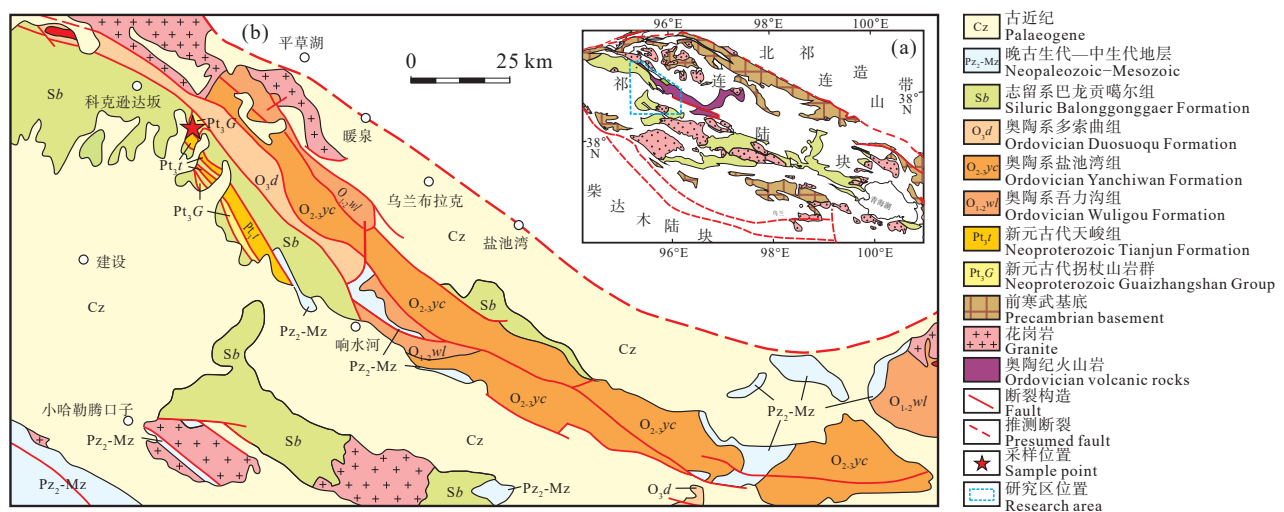 (b)
平草湖
0
25 km
Sb
科克逊达坂
Pt₃G
暖泉
Pt₃t
O₃d
O₁₋₂wl
O₂₋₃yc
乌兰布拉克
Pt₃G
Pt₃t
Sb
Cz
盐池湾
建设
Cz
O₂₋₃yc
Sb
Pz₂-Mz
响水河
O₁₋₂wl
Cz
Pz₂-Mz
Sb
O₂₋₃yc
Pz₂-Mz
O₁₋₂wl
小哈勒腾口子
Pz₂-Mz
Sb
Cz
O₂₋₃yc
O₂₋₃yc
Pz₂-Mz
Sb
Pz₂-Mz
O₃d
96°E
98°E
100°E
(a)
北祁连造山带
38°
N
祁连陆块
38°
N
柴达木陆块
青海湖
乌兰
96°E
98°E
100°E
Cz
古近纪
Palaeogene
Pz₂-Mz
晚古生代—中生代地层
Neopaleozoic−Mesozoic
Sb
志留系巴龙贡噶尔组
Siluric Balonggonggaer Formation
O₃d
奥陶系多索曲组
Ordovician Duosuoqu Formation
O₂₋₃yc
奥陶系盐池湾组
Ordovician Yanchiwan Formation
O₁₋₂wl
奥陶系吾力沟组
Ordovician Wuligou Formation
Pt₃t
新元古代天峻组
Neoproterozoic Tianjun Formation
Pt₃G
新元古代拐杖山岩群
Neoproterozoic Guaizhangshan Group
前寒武基底
Precambrian basement
花岗岩
Granite
奥陶纪火山岩
Ordovician volcanic rocks
断裂构造
Fault
推测断裂
Presumed fault
采样位置
Sample point
研究区位置
Research area